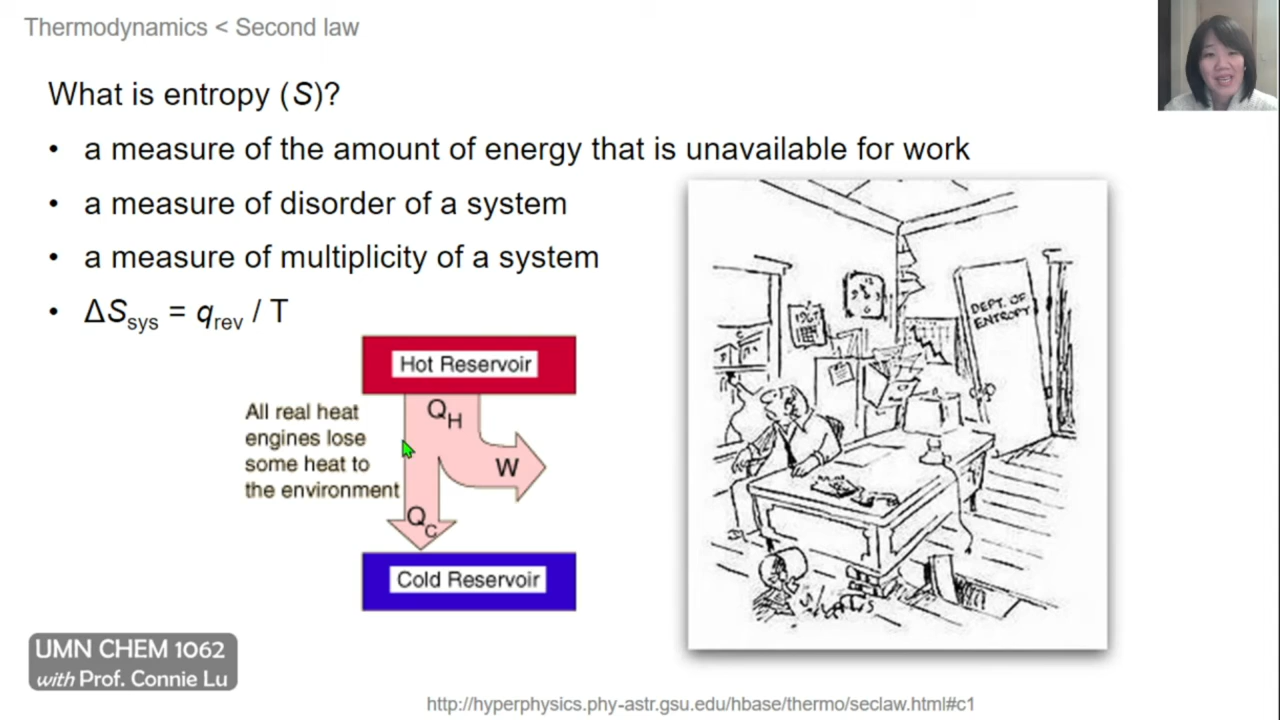 Thermodynamics < Second law
What is entropy (S)?
• a measure of the amount of energy that is unavailable for work
• a measure of disorder of a system
• a measure of multiplicity of a system
• ΔSsys = qrev / T
Hot Reservoir
All real heat
engines lose
some heat to
the environment
QH
W
QC
Cold Reservoir
DEPT. OF
ENTROPY
UMN CHEM 1062
with Prof. Connie Lu
http://hyperphysics.phy-astr.gsu.edu/hbase/thermo/seclaw.html#c1